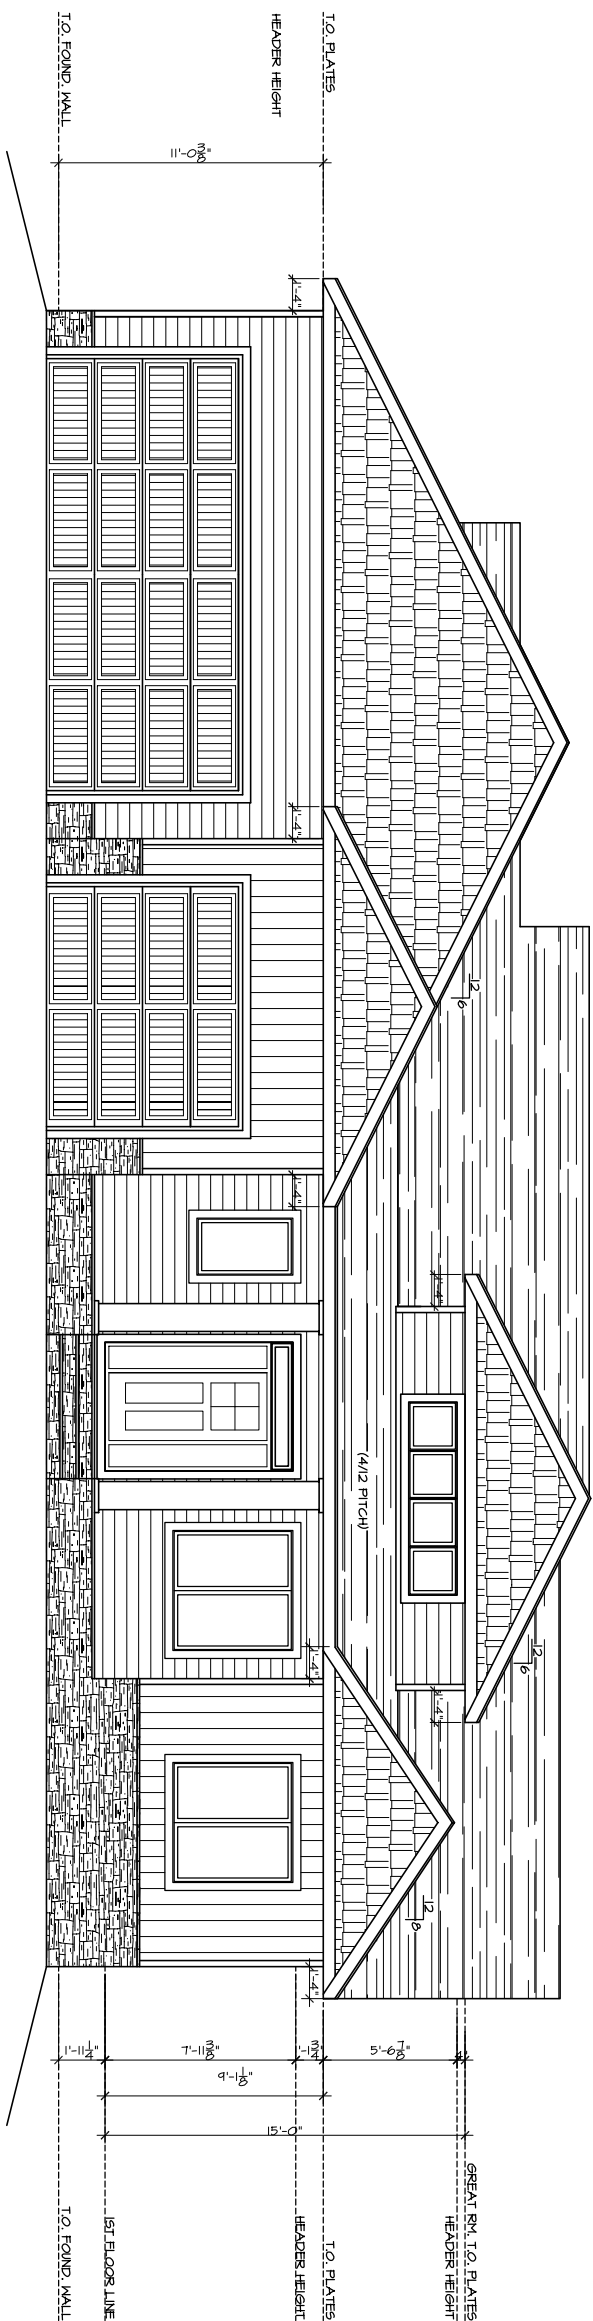 T.O. PLATES
HEADER HEIGHT
T.O. FOUND. WALL
11'-0 3/8"
1'-4"
1'-4"
12
6
1'-4"
1'-4"
(4/12 PITCH)
12
6
1'-4"
1'-4"
12
8
1'-4"
5'-6 7/8"
1'-1 3/4"
7'-11 3/8"
1'-11 1/4"
9'-1 1/8"
15'-0"
GREAT RM. T.O. PLATES
HEADER HEIGHT
T.O. PLATES
HEADER HEIGHT
1ST FLOOR LINE
T.O. FOUND. WALL